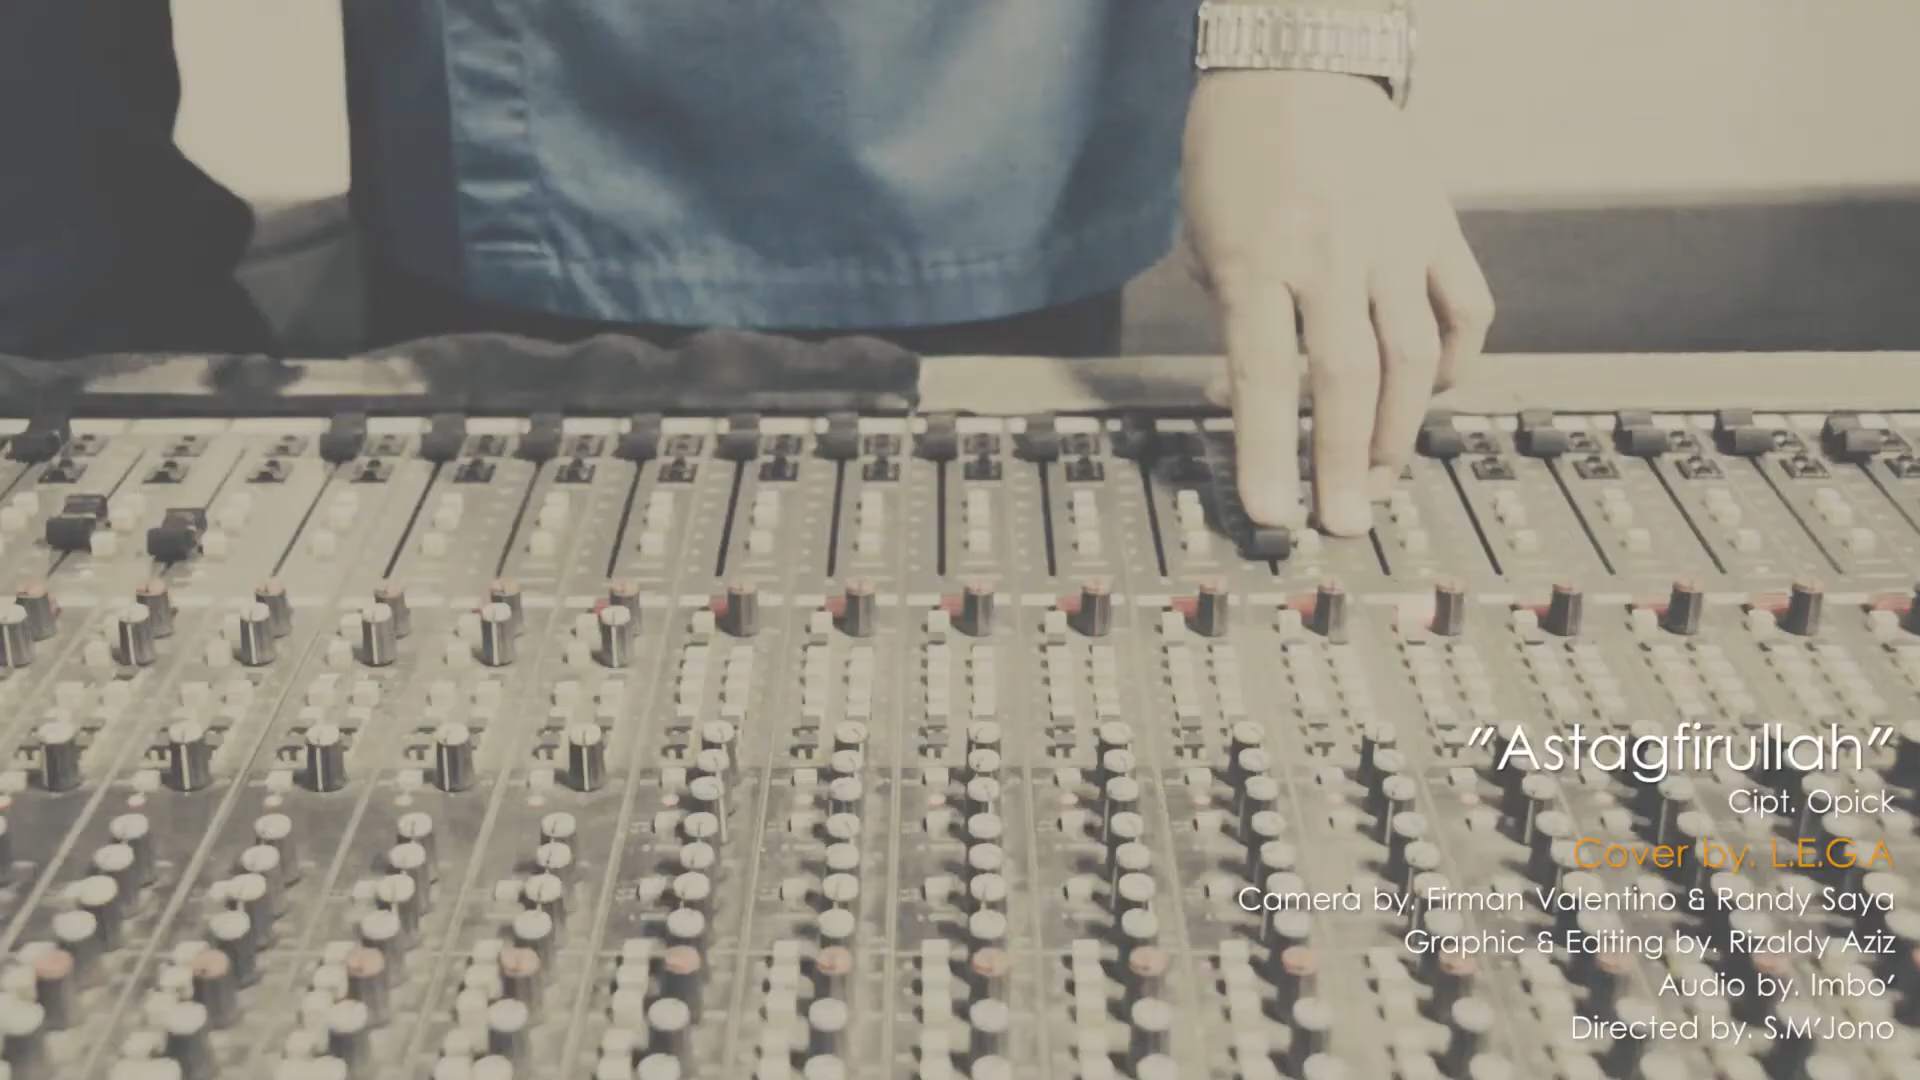 "Astagfirullah"
Cipt. Opick
Cover by. L.E.G.A
Camera by. Firman Valentino & Randy Saya
Graphic & Editing by. Rizaldy Aziz
Audio by. Imbo'
Directed by. S.M'Jono